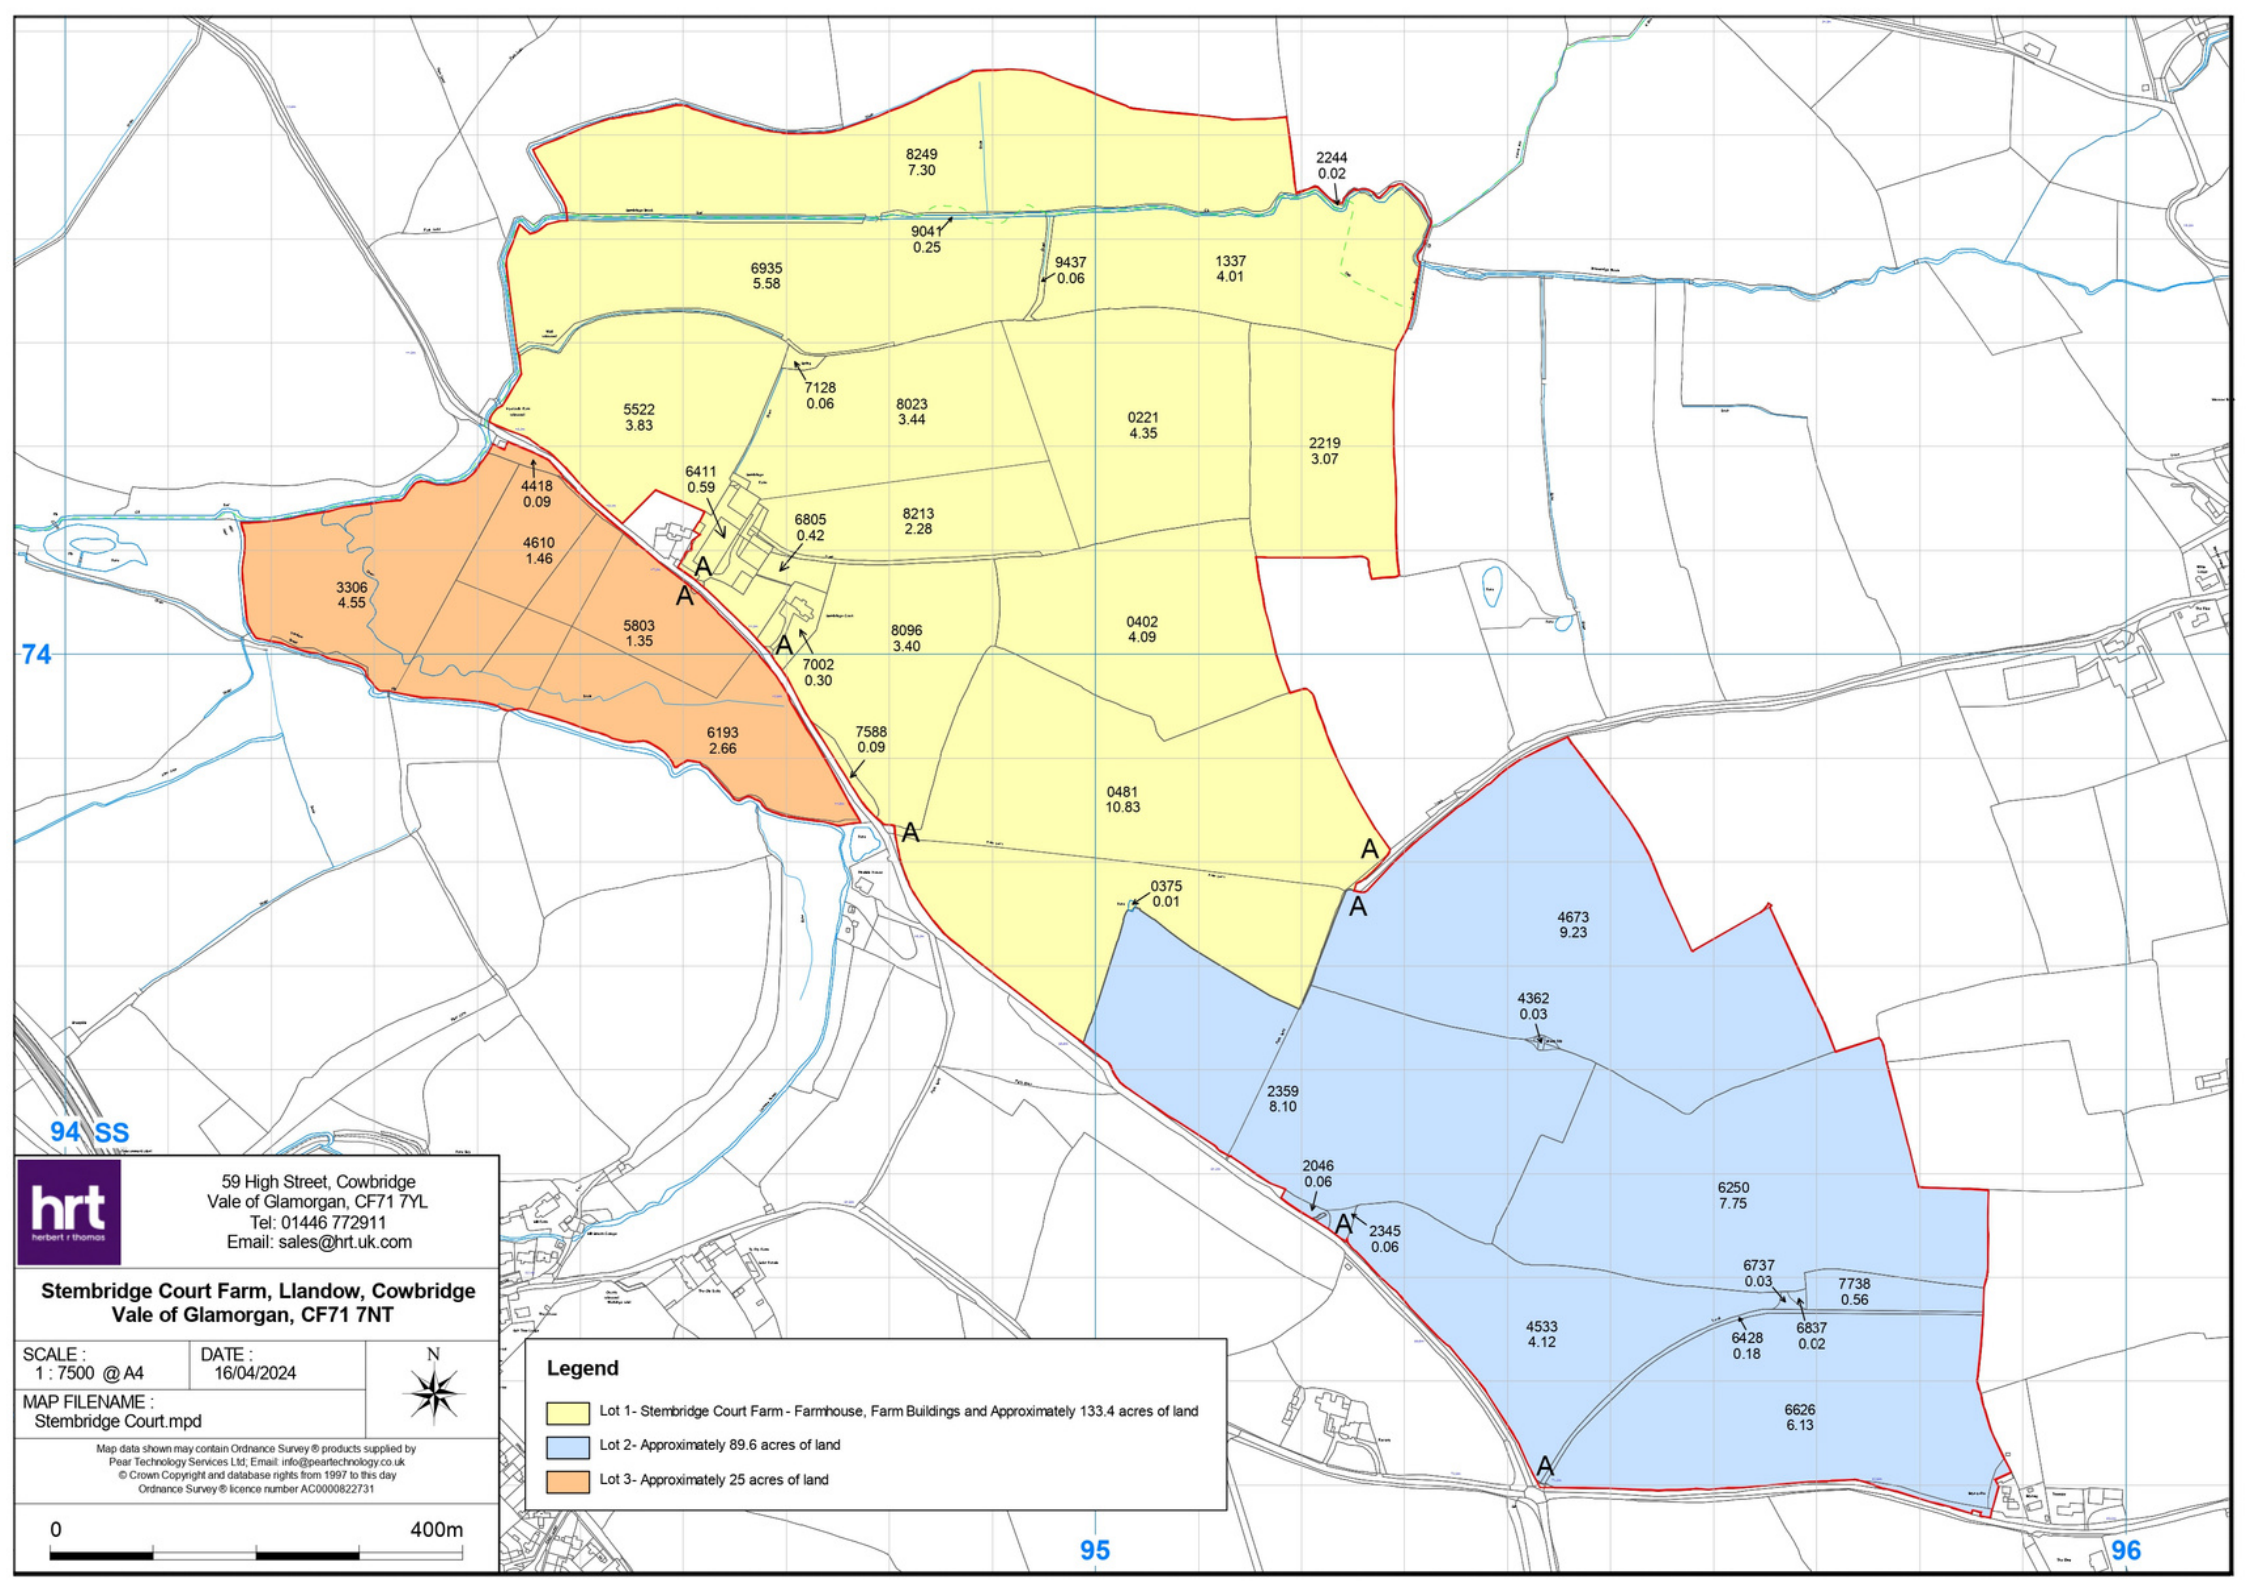 8249
7.30
2244
0.02
9041
0.25
6935
5.58
9437
0.06
1337
4.01
7128
0.06
5522
3.83
8023
3.44
0221
4.35
2219
3.07
6411
0.59
4418
0.09
6805
0.42
8213
2.28
4610
1.46
A
A
3306
4.55
5803
1.35
8096
3.40
0402
4.09
A
7002
0.30
74
6193
2.66
7588
0.09
0481
10.83
A
A
0375
0.01
A
4673
9.23
4362
0.03
2359
8.10
94 SS
2046
0.06
A
2345
0.06
6250
7.75
6737
0.03
7738
0.56
4533
4.12
6428
0.18
6837
0.02
6626
6.13
A
95
96
hrt
herbert r thomas
59 High Street, Cowbridge
Vale of Glamorgan, CF71 7YL
Tel: 01446 772911
Email: sales@hrt.uk.com
Stembridge Court Farm, Llandow, Cowbridge
Vale of Glamorgan, CF71 7NT
SCALE :
1 : 7500 @ A4
DATE :
16/04/2024
N
MAP FILENAME :
Stembridge Court.mpd
Map data shown may contain Ordnance Survey ® products supplied by
Pear Technology Services Ltd; Email: info@peartechnology.co.uk
© Crown Copyright and database rights from 1997 to this day
Ordnance Survey ® licence number AC0000822731
0 400m
Legend
Lot 1- Stembridge Court Farm - Farmhouse, Farm Buildings and Approximately 133.4 acres of land
Lot 2- Approximately 89.6 acres of land
Lot 3- Approximately 25 acres of land